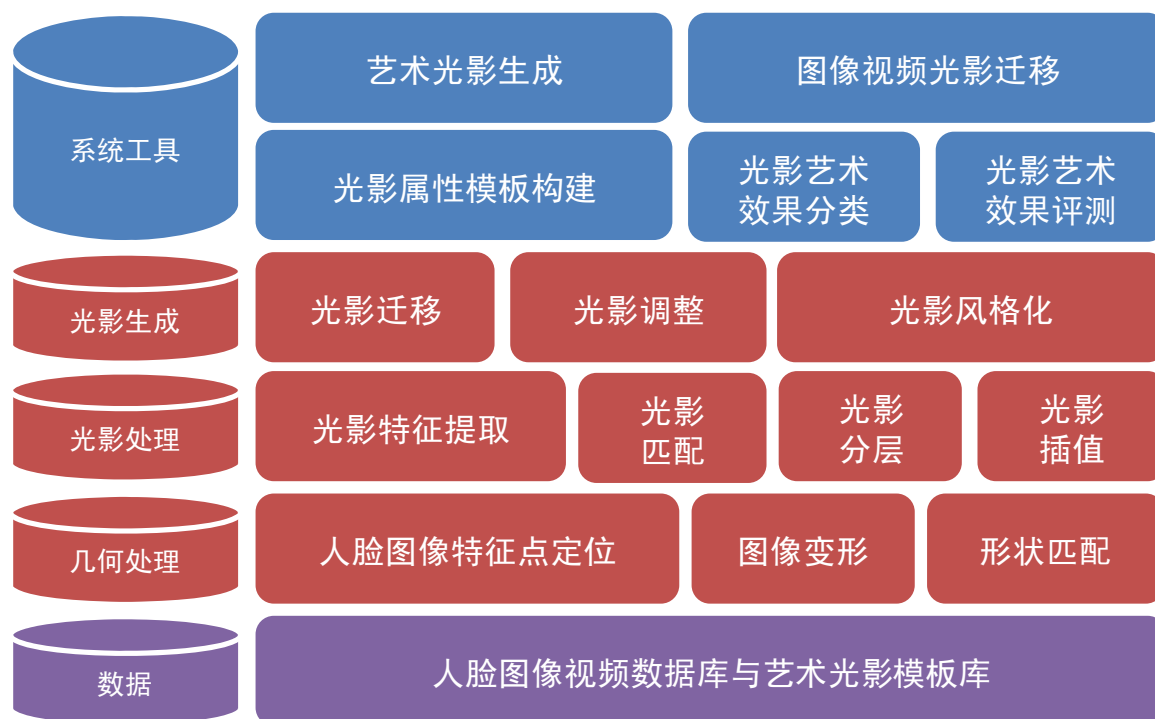 艺术光影生成
图像视频光影迁移
系统工具
光影属性模板构建
光影艺术
效果分类
光影艺术
效果评测
光影生成
光影迁移
光影调整
光影风格化
光影处理
光影特征提取
光影
匹配
光影
分层
光影
插值
几何处理
人脸图像特征点定位
图像变形
形状匹配
数据
人脸图像视频数据库与艺术光影模板库